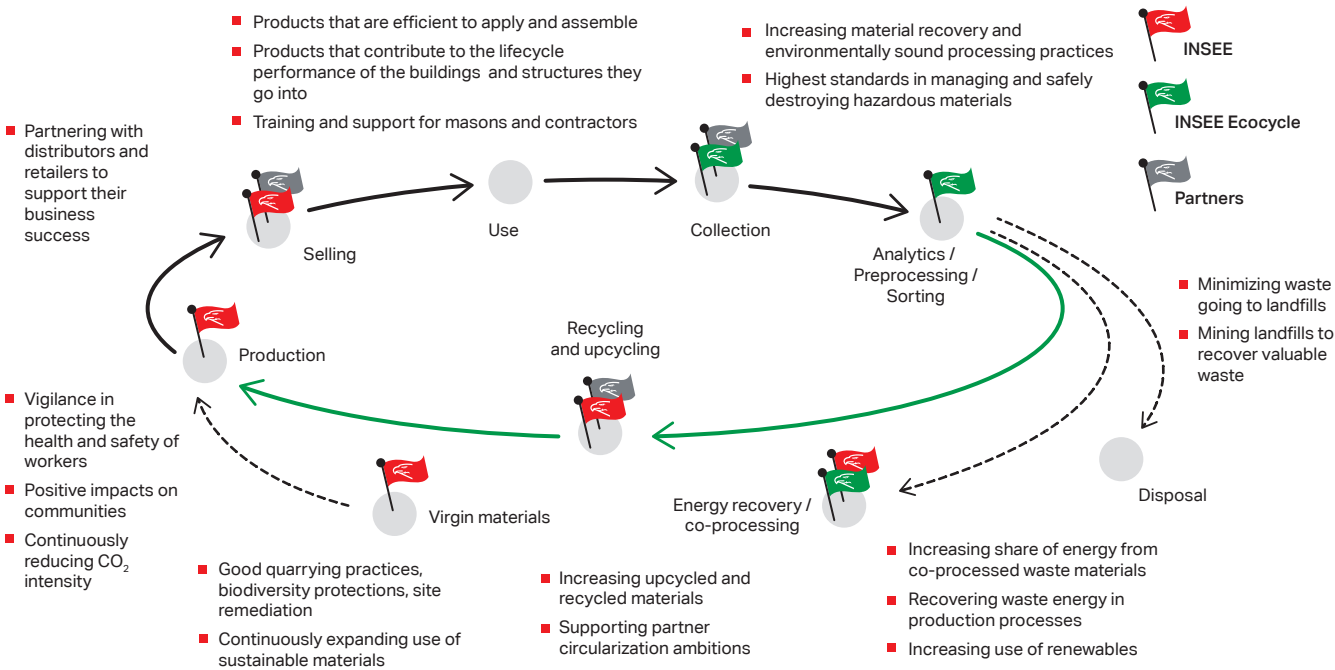 Products that are efficient to apply and assemble
Products that contribute to the lifecycle
performance of the buildings and structures they
go into
Training and support for masons and contractors
Increasing material recovery and
environmentally sound processing practices
Highest standards in managing and safely
destroying hazardous materials
INSEE
INSEE Ecocycle
Partners
Partnering with
distributors and
retailers to
support their
business
success
Selling
Use
Collection
Analytics /
Preprocessing /
Sorting
Minimizing waste
going to landfills
Mining landfills to
recover valuable
waste
Production
Recycling
and upcycling
Vigilance in
protecting the
health and safety of
workers
Positive impacts on
communities
Continuously
reducing CO₂
intensity
Virgin materials
Energy recovery /
co-processing
Disposal
Good quarrying practices,
biodiversity protections, site
remediation
Continuously expanding use of
sustainable materials
Increasing upcycled and
recycled materials
Supporting partner
circularization ambitions
Increasing share of energy from
co-processed waste materials
Recovering waste energy in
production processes
Increasing use of renewables